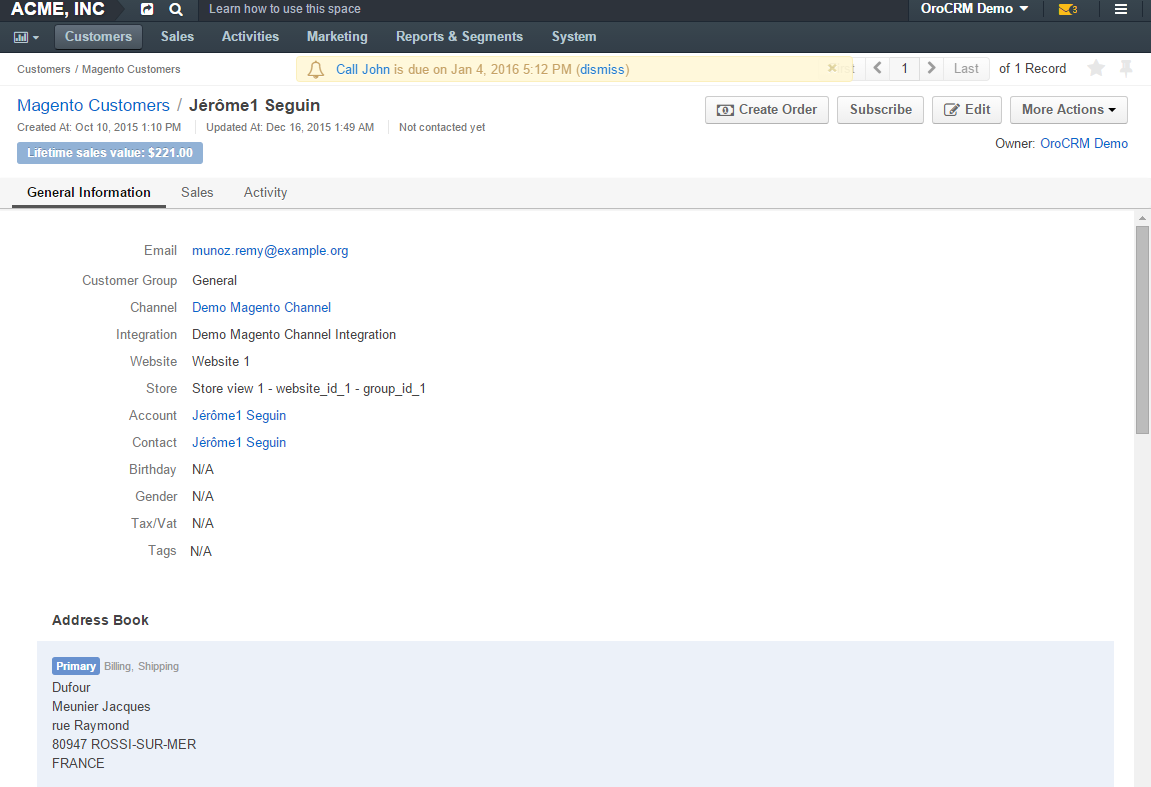 ACME, INC Learn how to use this space OroCRM Demo 3
Customers Sales Activities Marketing Reports & Segments System
Customers / Magento Customers Call John is due on Jan 4, 2016 5:12 PM (dismiss) × 1 Last of 1 Record
Magento Customers / Jérôme1 Seguin Create Order Subscribe Edit More Actions
Created At: Oct 10, 2015 1:10 PM Updated At: Dec 16, 2015 1:49 AM Not contacted yet
Owner: OroCRM Demo
Lifetime sales value: $221.00
General Information Sales Activity
Email munoz.remy@example.org
Customer Group General
Channel Demo Magento Channel
Integration Demo Magento Channel Integration
Website Website 1
Store Store view 1 - website_id_1 - group_id_1
Account Jérôme1 Seguin
Contact Jérôme1 Seguin
Birthday N/A
Gender N/A
Tax/Vat N/A
Tags N/A
Address Book
Primary Billing, Shipping
Dufour
Meunier Jacques
rue Raymond
80947 ROSSI-SUR-MER
FRANCE